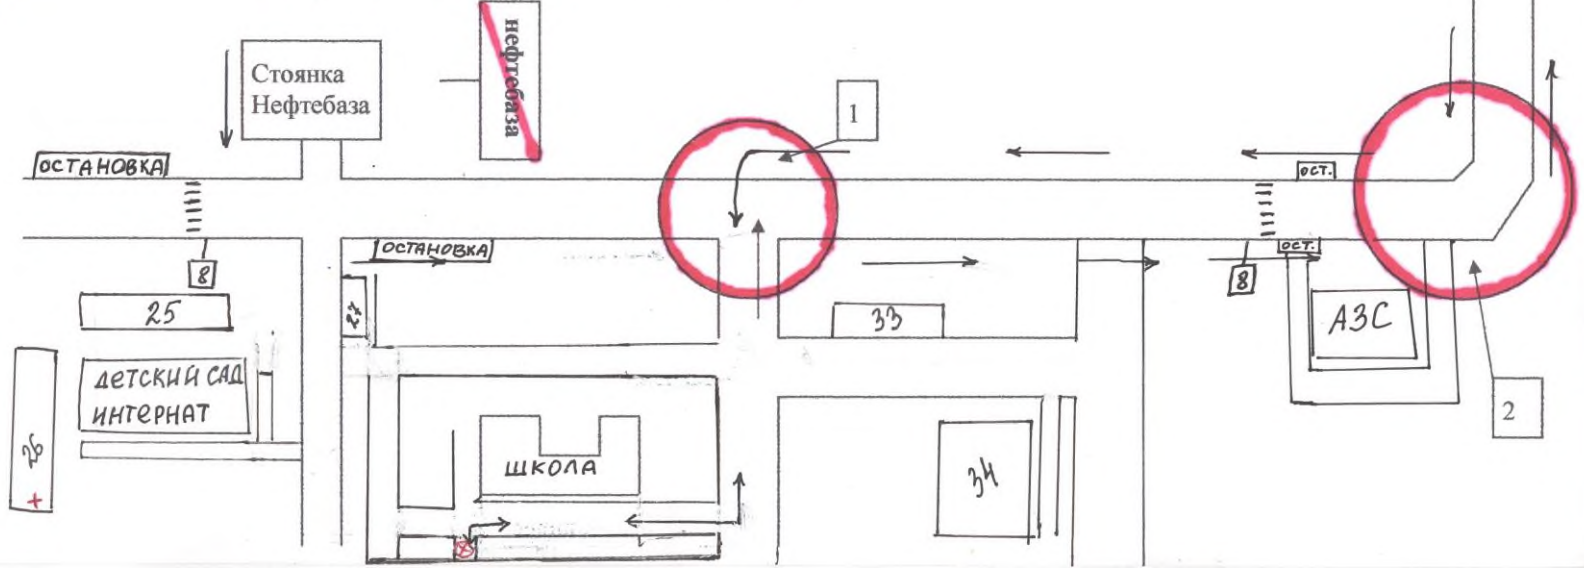 Стоянка
Нефтебаза
нефтебаза
1
ОСТАНОВКА
ОСТ.
ОСТАНОВКА
ОСТ.
8
8
25
27
33
АЗС
ДЕТСКИЙ САД
ИНТЕРНАТ
2
26
ШКОЛА
34